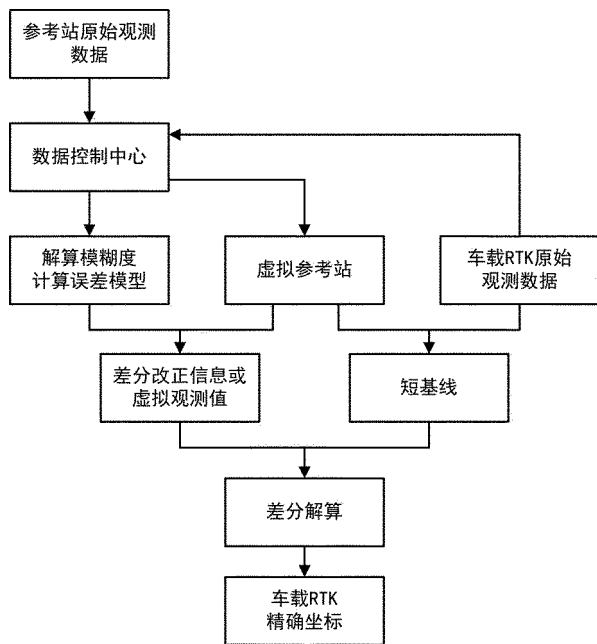 参考站原始观测
数据
数据控制中心
解算模糊度
计算误差模型
虚拟参考站
车载RTK原始
观测数据
差分改正信息或
虚拟观测值
短基线
差分解算
车载RTK
精确坐标